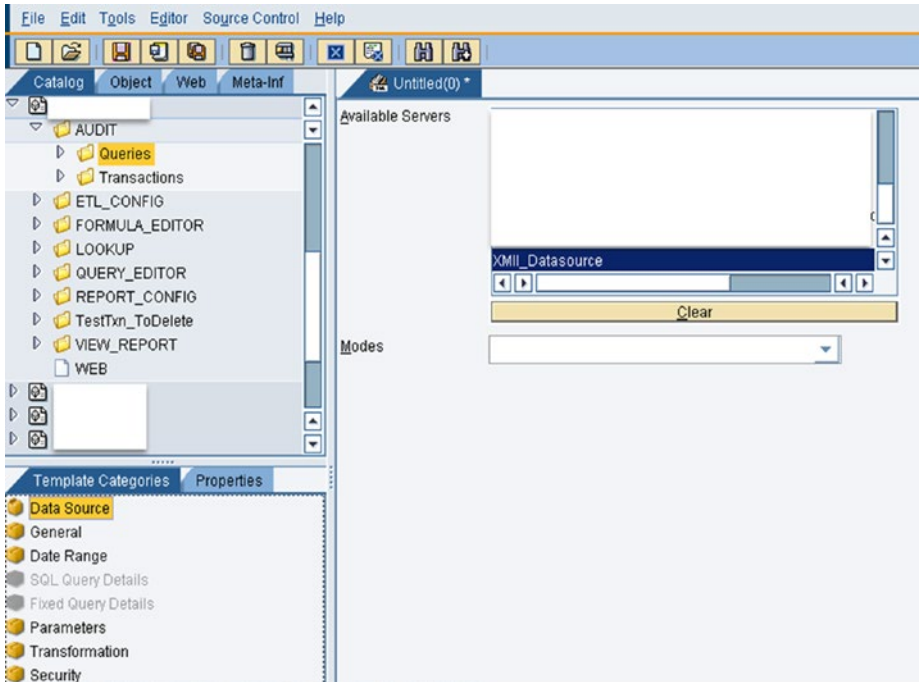 File Edit Tools Editor Source Control Help
Catalog Object Web Meta-Inf
AUDIT
Queries
Transactions
ETL_CONFIG
FORMULA_EDITOR
LOOKUP
QUERY_EDITOR
REPORT_CONFIG
TestTxn_ToDelete
VIEW_REPORT
WEB
Template Categories Properties
Data Source
General
Date Range
SQL Query Details
Fixed Query Details
Parameters
Transformation
Security
Untitled(0) *
Available Servers
XMII_Datasource
Clear
Modes